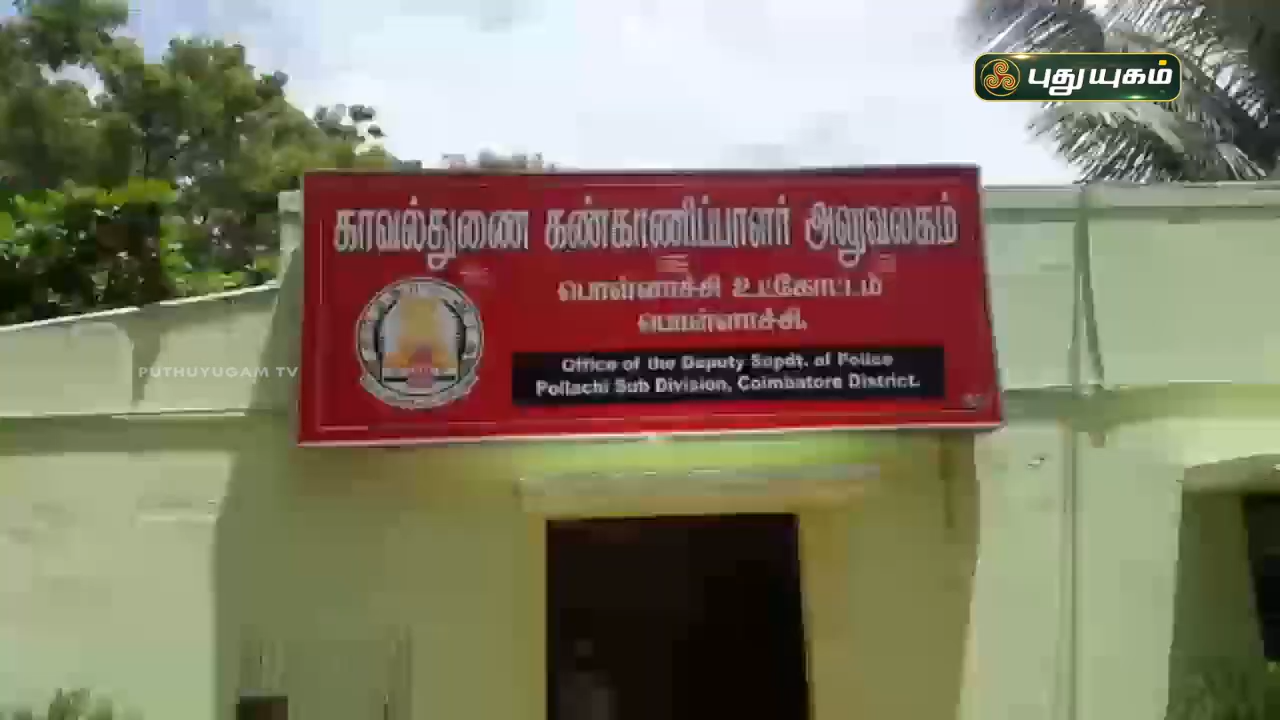 புதுயுகம்
காவல்துணை கண்காணிப்பாளர் அலுவலகம்
பொள்ளாச்சி உட்கோட்டம்
பொள்ளாச்சி.
Office of the Deputy Supdt. of Police
Pollachi Sub Division, Coimbatore District.
PUTHUYUGAM TV